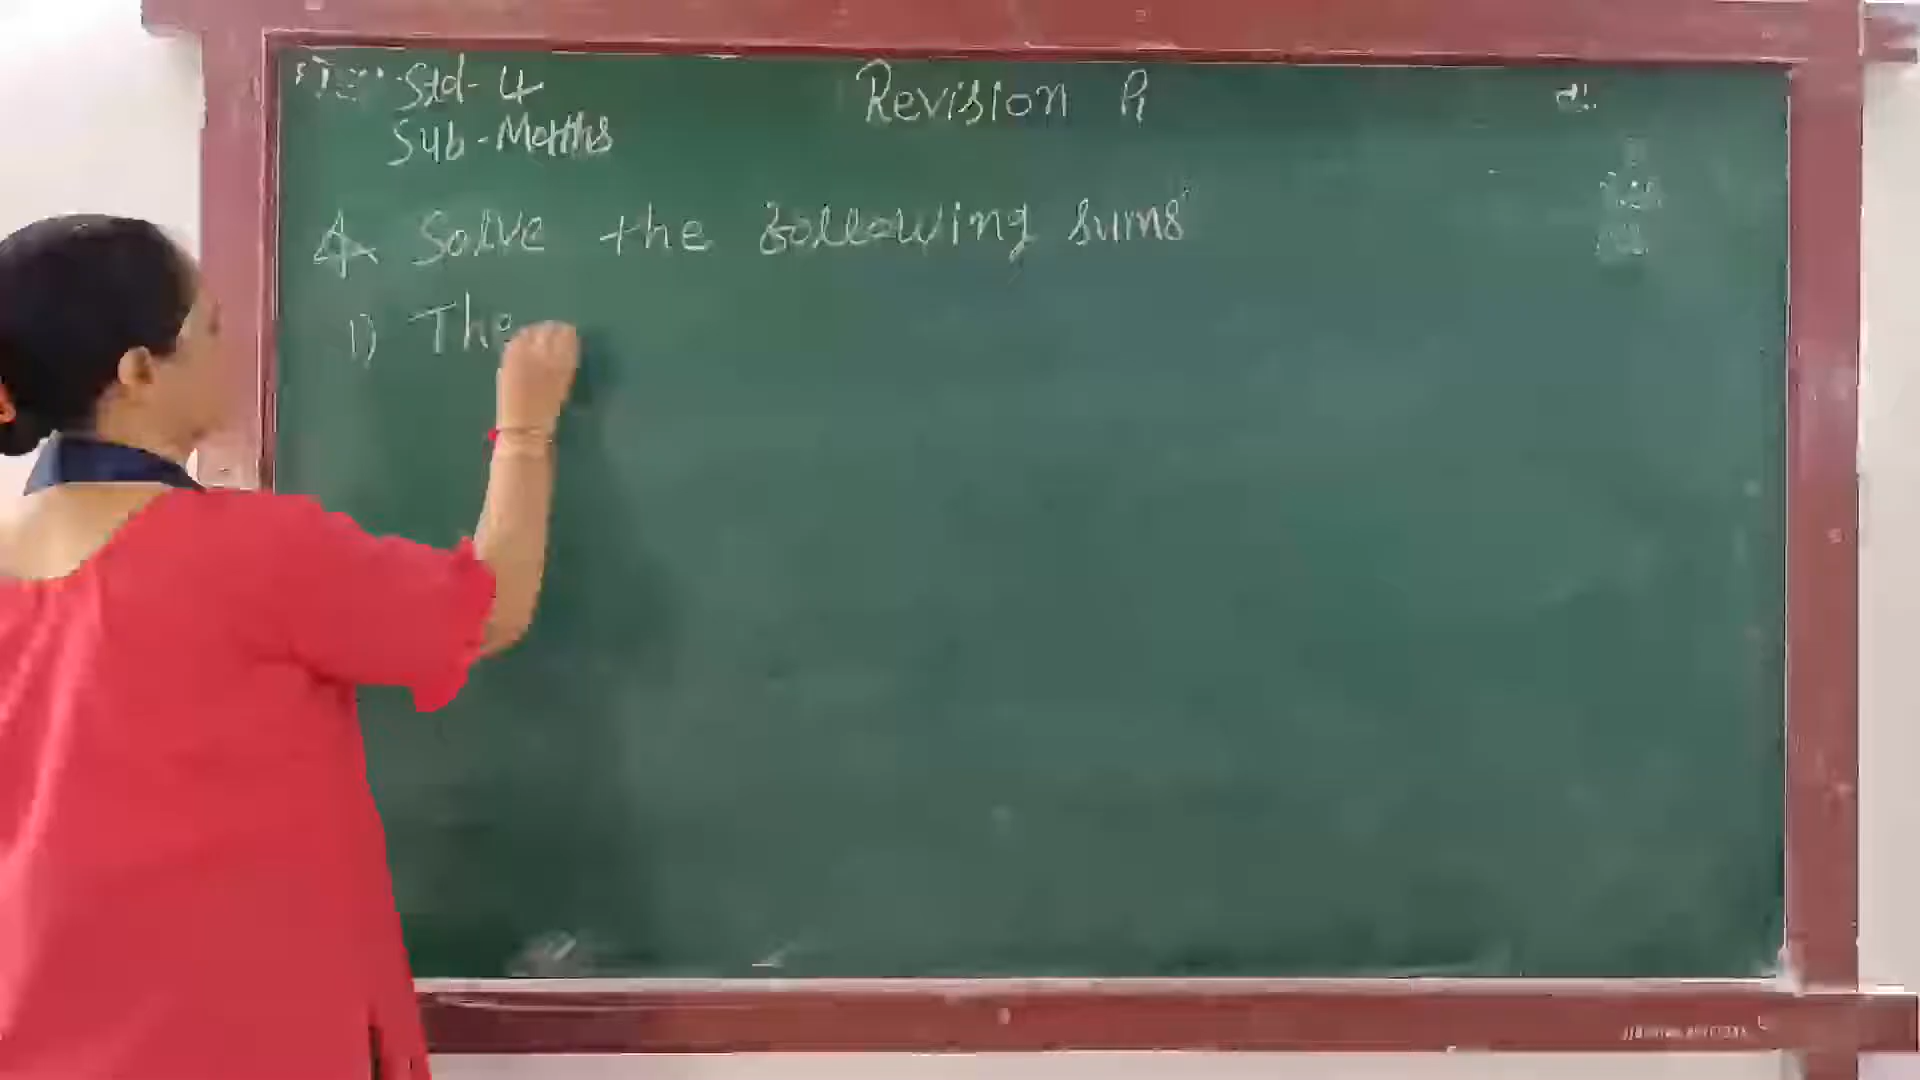 Std-4
Revision
Sub-Maths
Solve the following sums
1) The